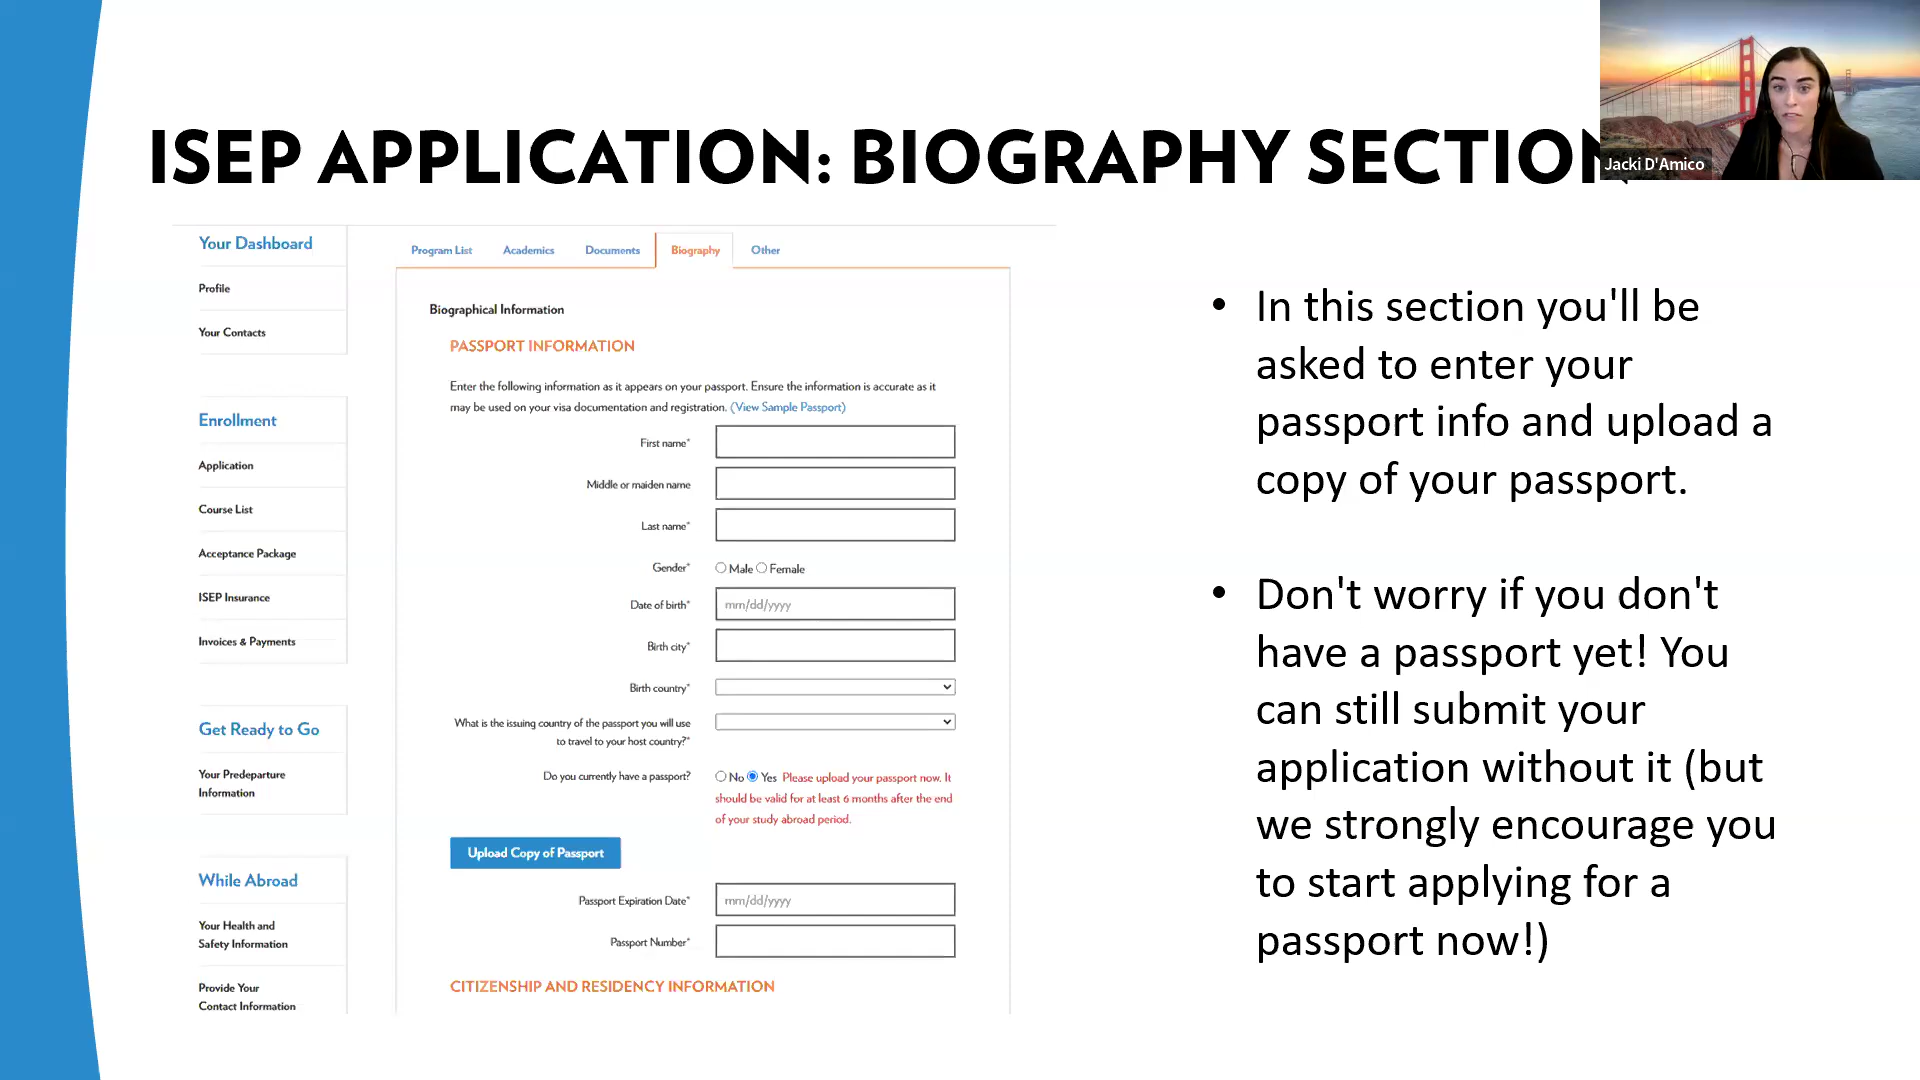 ISEP APPLICATION: BIOGRAPHY SECTION
Jacki D'Amico
Your Dashboard
Profile
Your Contacts
Enrollment
Application
Course List
Acceptance Package
ISEP Insurance
Invoices & Payments
Get Ready to Go
Your Predeparture
Information
While Abroad
Your Health and
Safety Information
Provide Your
Contact Information
Program List
Academics
Documents
Biography
Other
Biographical Information
PASSPORT INFORMATION
Enter the following information as it appears on your passport. Ensure the information is accurate as it
may be used on your visa documentation and registration. (View Sample Passport)
First name*
Middle or maiden name
Last name*
Gender* Male Female
Date of birth* mm/dd/yyyy
Birth city*
Birth country*
What is the issuing country of the passport you will use
to travel to your host country?*
Do you currently have a passport? No Yes Please upload your passport now. It
should be valid for at least 6 months after the end
of your study abroad period.
Upload Copy of Passport
Passport Expiration Date* mm/dd/yyyy
Passport Number*
CITIZENSHIP AND RESIDENCY INFORMATION
• In this section you'll be
asked to enter your
passport info and upload a
copy of your passport.
• Don't worry if you don't
have a passport yet! You
can still submit your
application without it (but
we strongly encourage you
to start applying for a
passport now!)